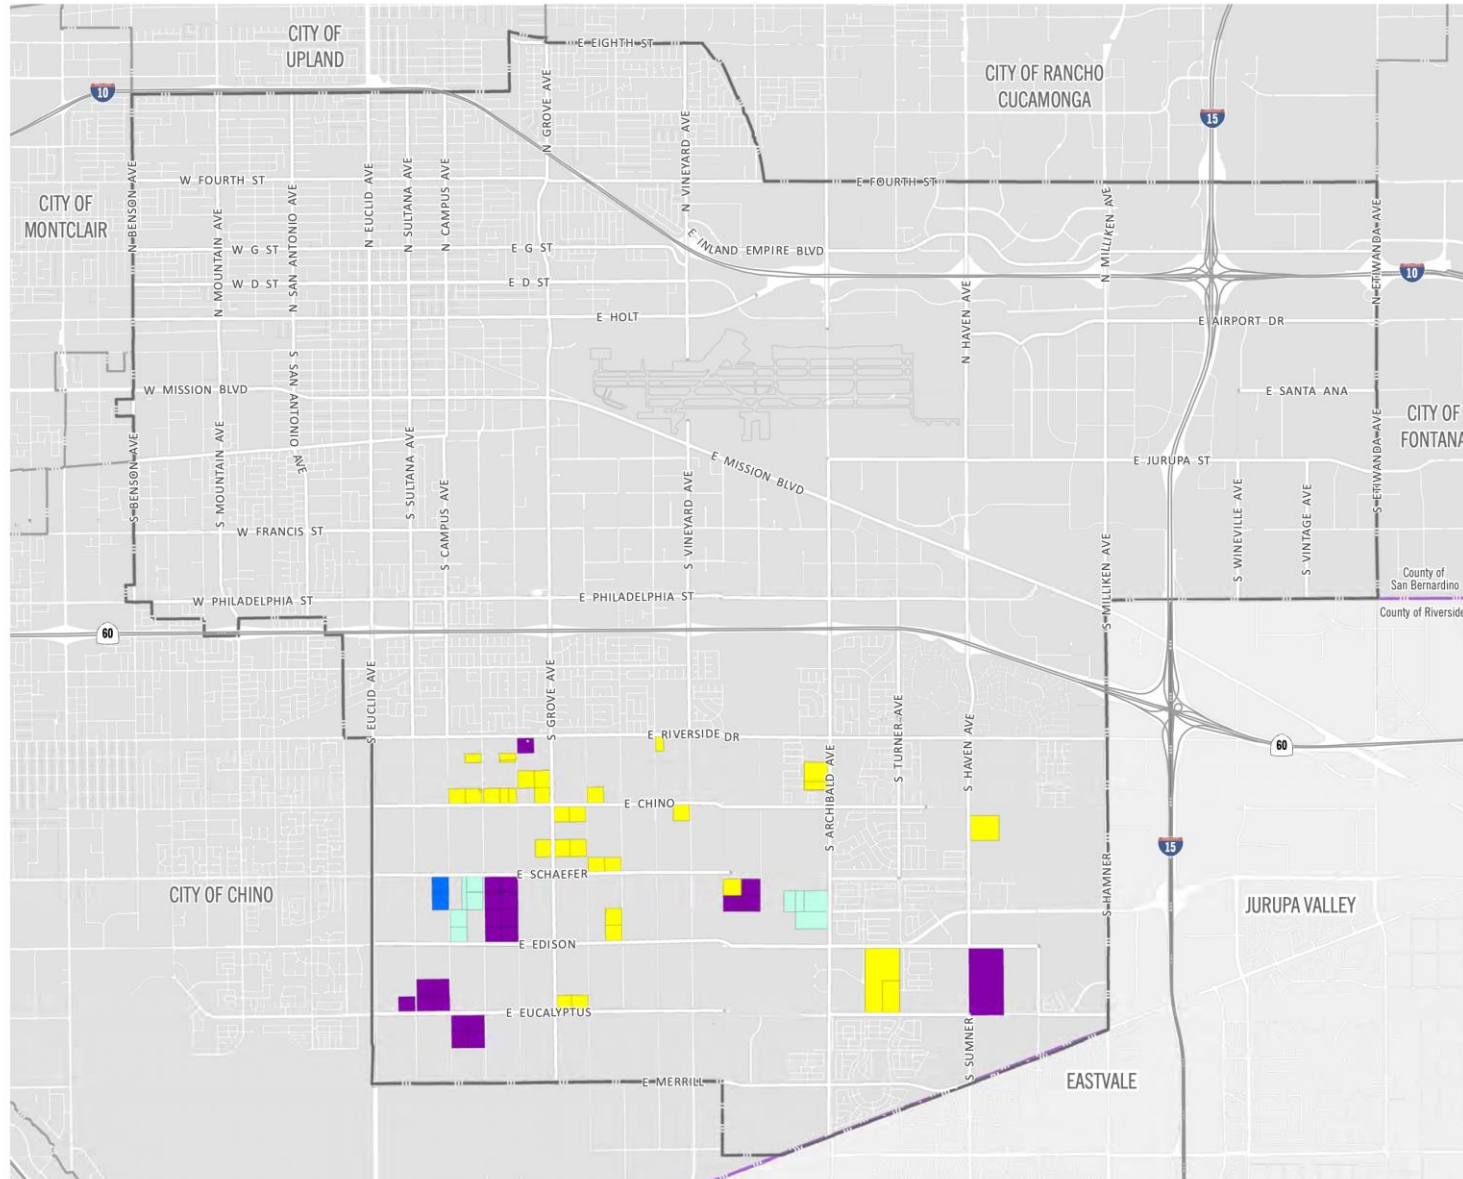 CITY OF
UPLAND
E EIGHTH ST
CITY OF RANCHO
CUCAMONGA
10
15
N GROVE AVE
N VINEYARD AVE
W FOURTH ST
E FOURTH ST
CITY OF
MONTCLAIR
N BENSON AVE
N MOUNTAIN AVE
N SAN ANTONIO AVE
N EUCLID AVE
N SULTANA AVE
N CAMPUS AVE
N MILLIKEN AVE
N ETIWANDA AVE
W G ST
E G ST
E INLAND EMPIRE BLVD
W D ST
E D ST
10
E HOLT
N HAVEN AVE
E AIRPORT DR
W MISSION BLVD
S SAN ANTONIO AVE
E SANTA ANA
CITY OF
FONTANA
S BENSON AVE
S MOUNTAIN AVE
S SULTANA AVE
S CAMPUS AVE
E MISSION BLVD
E JURUPA ST
S ETIWANDA AVE
S VINEYARD AVE
S WINEVILLE AVE
S VINTAGE AVE
W FRANCIS ST
S MILLIKEN AVE
County of
San Bernardino
W PHILADELPHIA ST
E PHILADELPHIA ST
County of Riverside
60
S EUCLID AVE
S GROVE AVE
S TURNER AVE
S HAVEN AVE
E RIVERSIDE DR
60
S ARCHIBALD AVE
E CHINO
15
E SCHAEFER
CITY OF CHINO
S HAMNER
JURUPA VALLEY
E EDISON
E EUCALYPTUS
S SUMNER
E MERRILL
EASTVALE